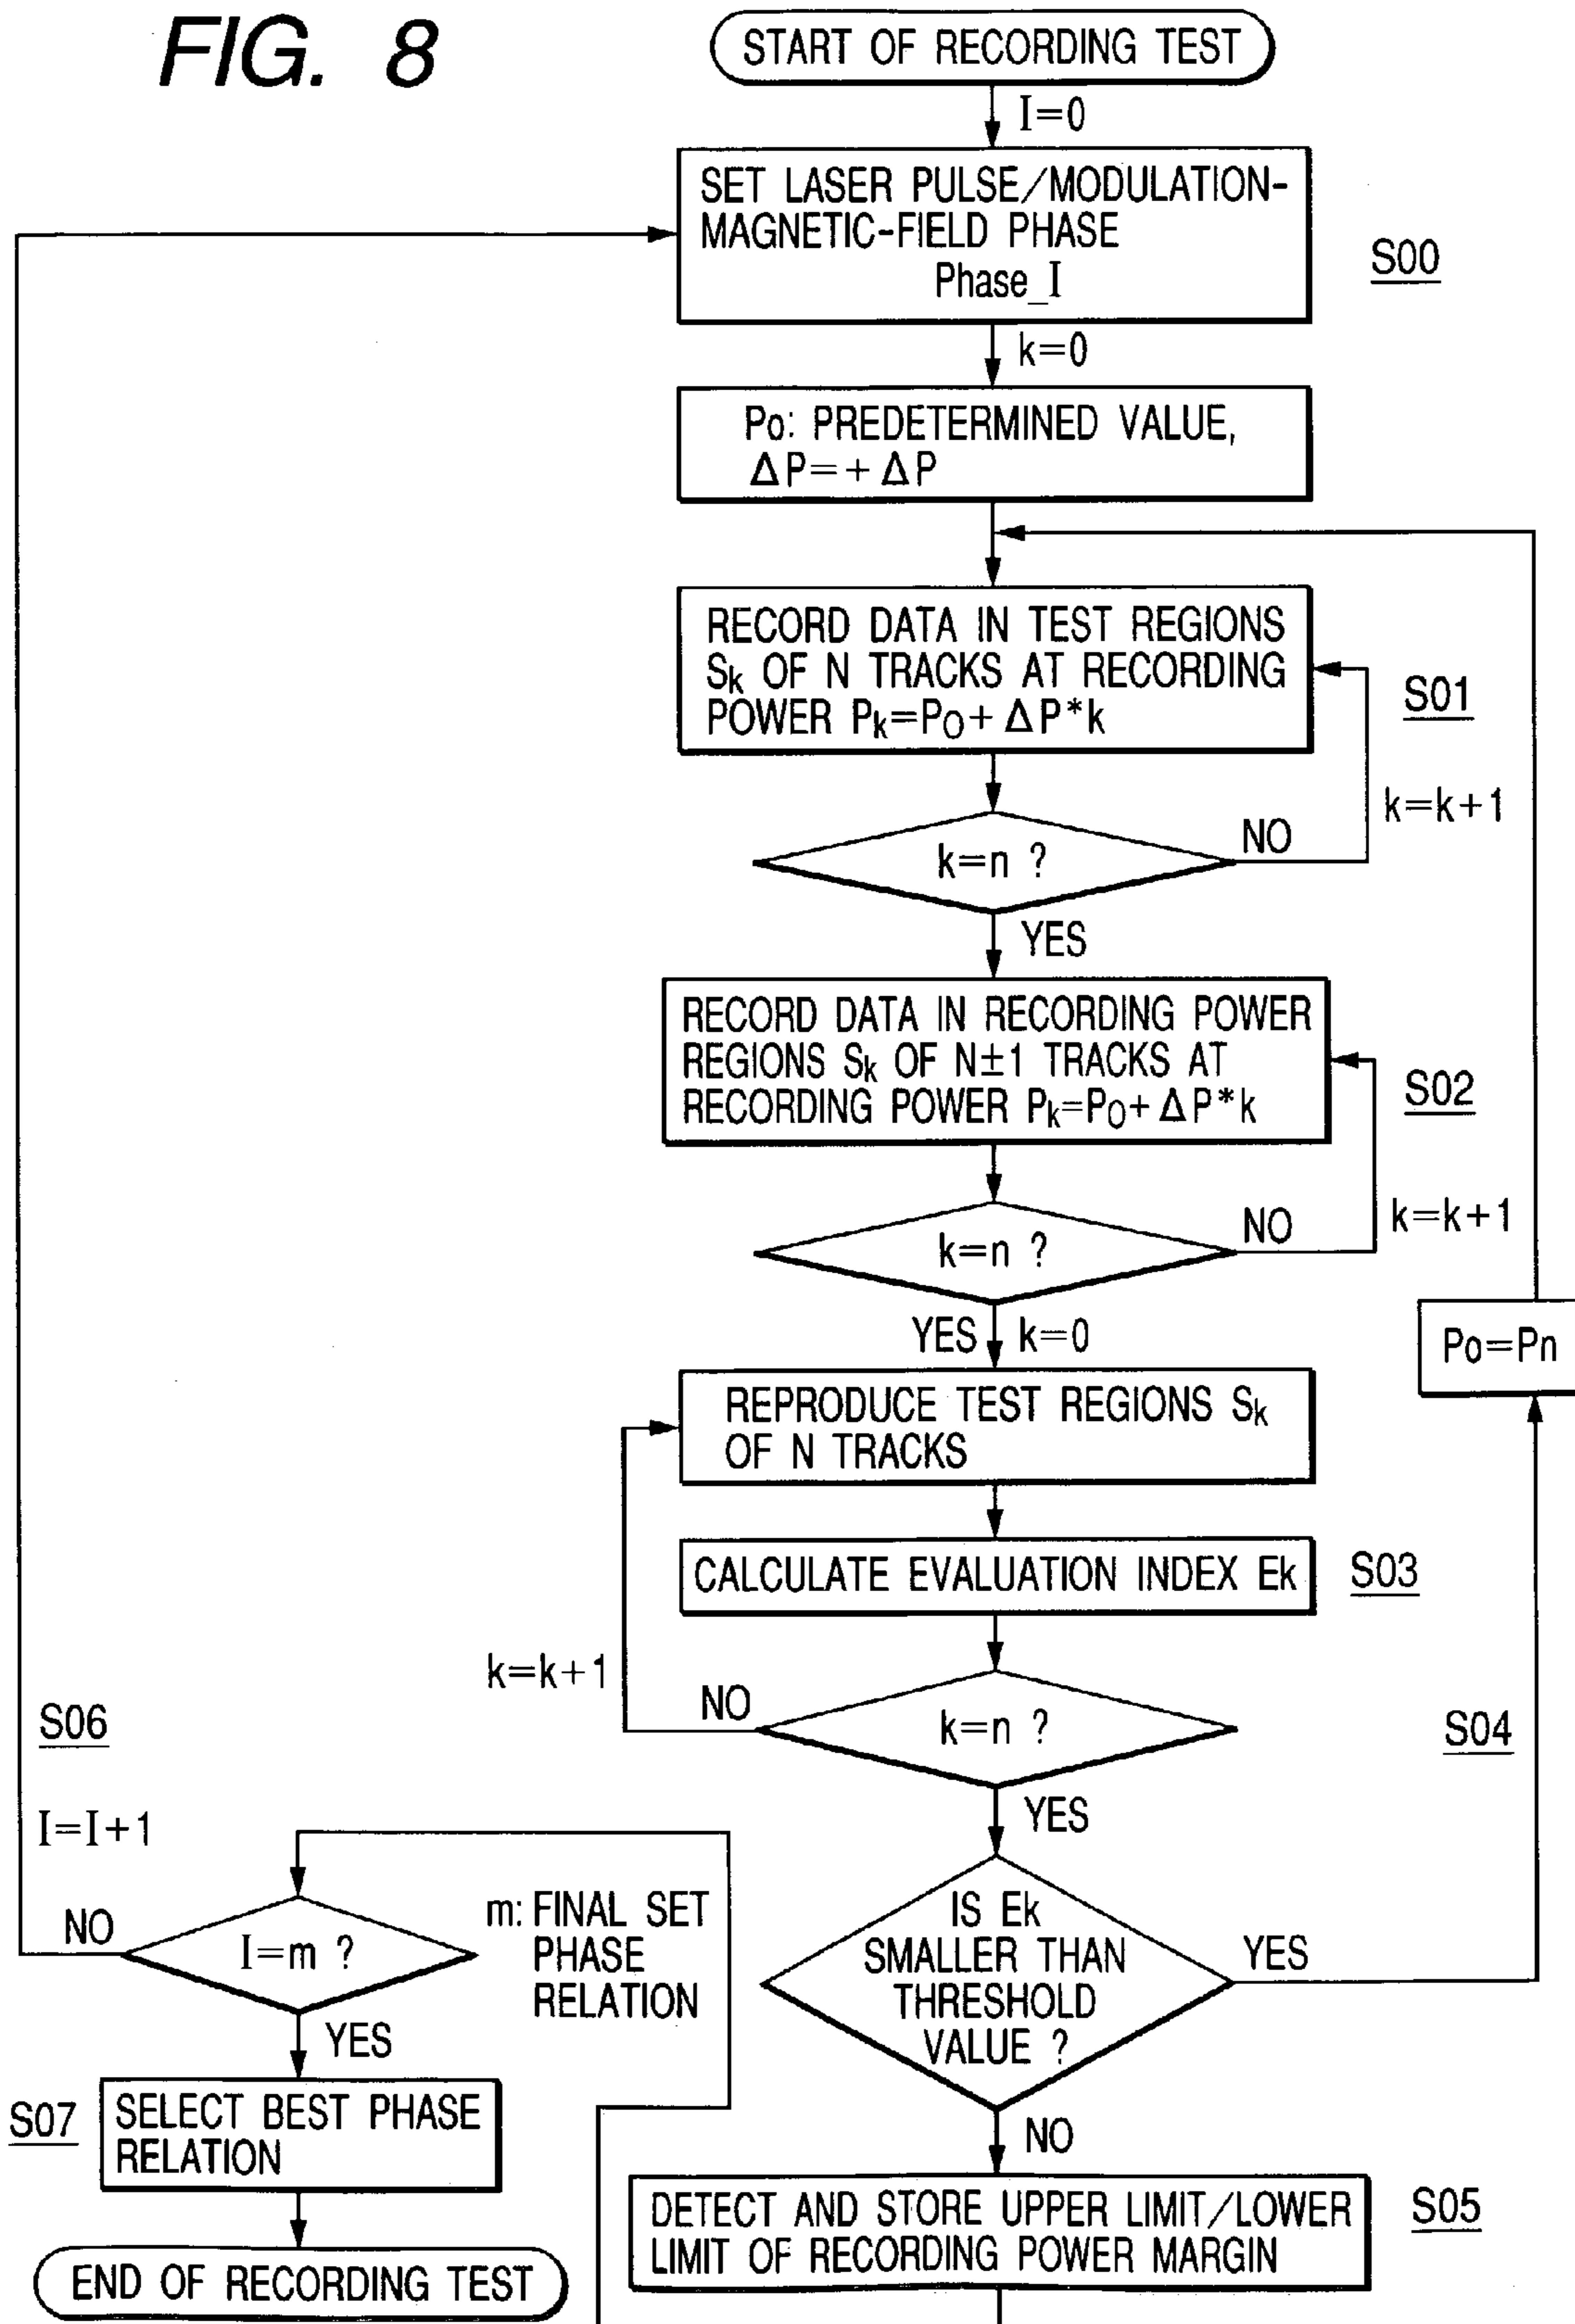 FIG. 8
START OF RECORDING TEST
I=0
SET LASER PULSE/MODULATION-
MAGNETIC-FIELD PHASE
Phase_I
S00
k=0
Po: PREDETERMINED VALUE,
ΔP=+ΔP
RECORD DATA IN TEST REGIONS
Sk OF N TRACKS AT RECORDING
POWER Pk=PO+ΔP*k
S01
k=k+1
k=n ?
NO
YES
RECORD DATA IN RECORDING POWER
REGIONS Sk OF N±1 TRACKS AT
RECORDING POWER Pk=PO+ΔP*k
S02
k=k+1
k=n ?
NO
YES
k=0
Po=Pn
REPRODUCE TEST REGIONS Sk
OF N TRACKS
CALCULATE EVALUATION INDEX Ek
S03
k=k+1
NO
k=n ?
YES
S04
S06
I=I+1
NO
I=m ?
m: FINAL SET
PHASE
RELATION
YES
IS Ek
SMALLER THAN
THRESHOLD
VALUE ?
YES
NO
S07
SELECT BEST PHASE
RELATION
DETECT AND STORE UPPER LIMIT/LOWER
LIMIT OF RECORDING POWER MARGIN
S05
END OF RECORDING TEST